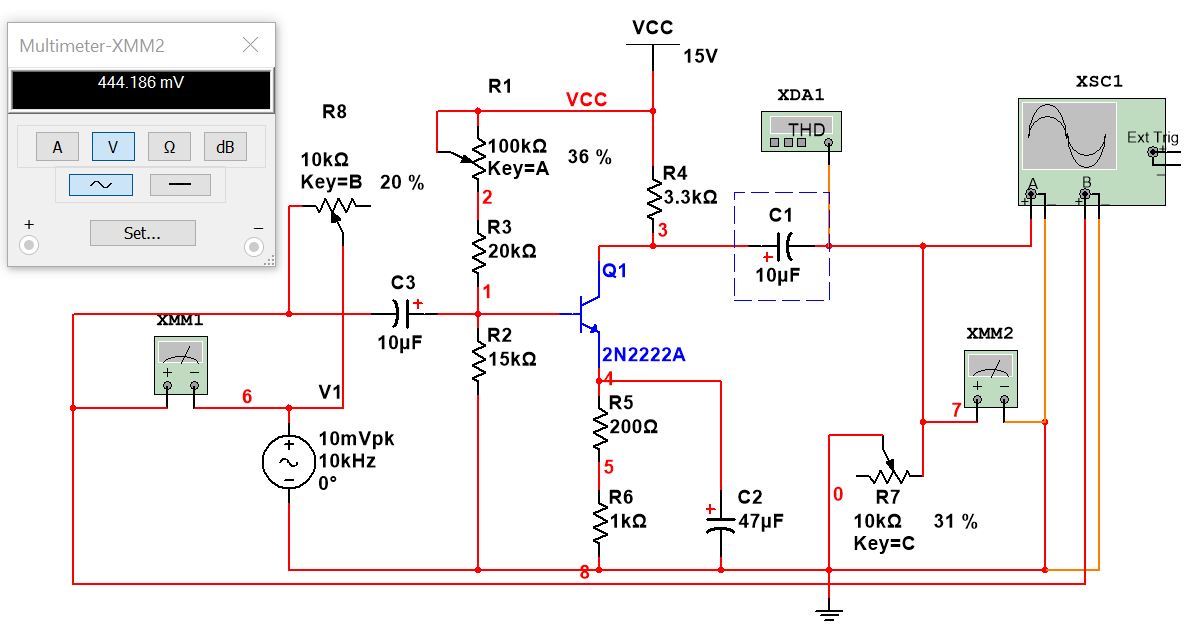 Multimeter-XMM2
444.186 mV
A V Ω dB
Set...
+ −
R8
10kΩ
Key=B 20 %
R1
100kΩ
Key=A
36 %
VCC
VCC
15V
R4
3.3kΩ
2
3
R3
20kΩ
1
C3
+
10µF
R2
15kΩ
Q1
2N2222A
4
R5
200Ω
5
R6
1kΩ
8
C2
+
47µF
C1
+
10µF
XDA1
THD
XSC1
Ext Trig
+
−
A B
+ − + −
XMM1
+ −
6
V1
+
−
10mVpk
10kHz
0°
XMM2
+ −
7
0
R7
10kΩ 31 %
Key=C